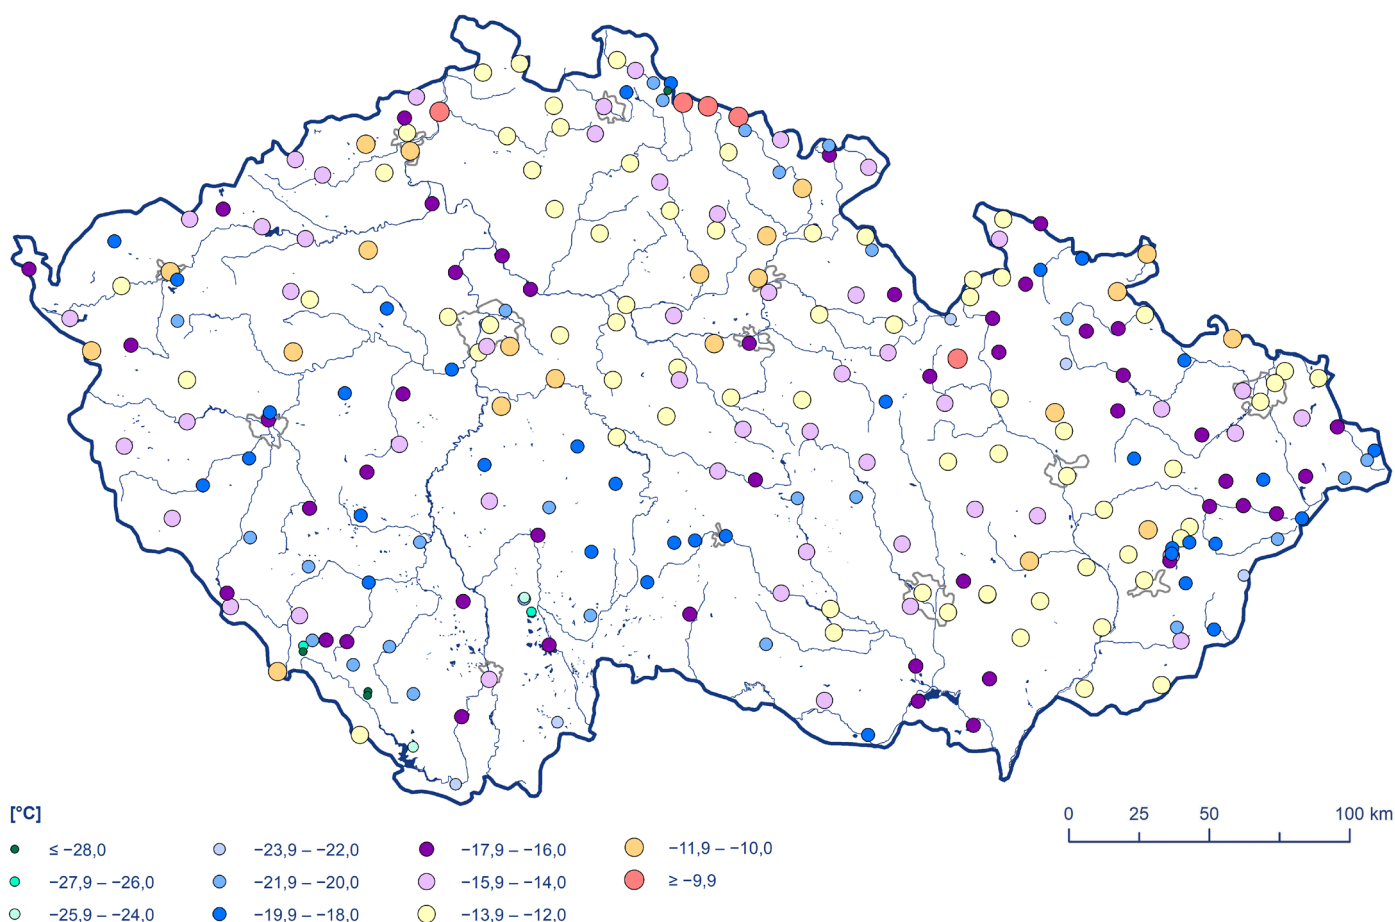 [°C]
0 25 50 100 km
≤ −28,0 −23,9 – −22,0 −17,9 – −16,0 −11,9 – −10,0
−27,9 – −26,0 −21,9 – −20,0 −15,9 – −14,0 ≥ −9,9
−25,9 – −24,0 −19,9 – −18,0 −13,9 – −12,0